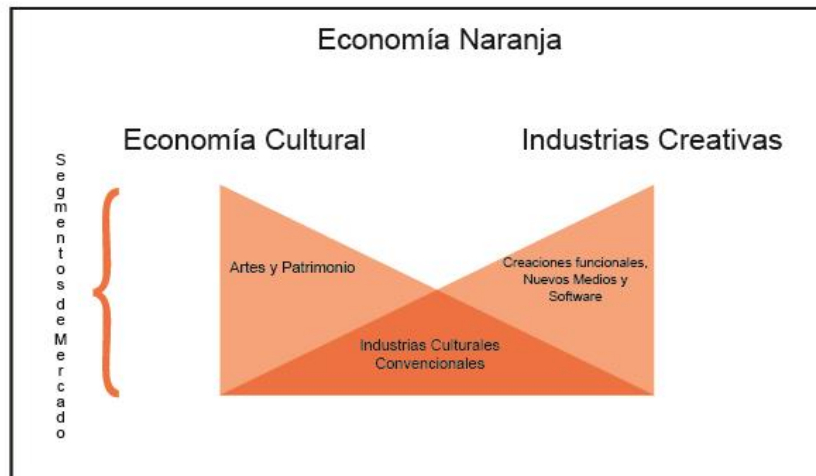 Economía Naranja
Economía Cultural
Industrias Creativas
Segmentos de Mercado
Artes y Patrimonio
Creaciones funcionales,
Nuevos Medios y
Software
Industrias Culturales
Convencionales